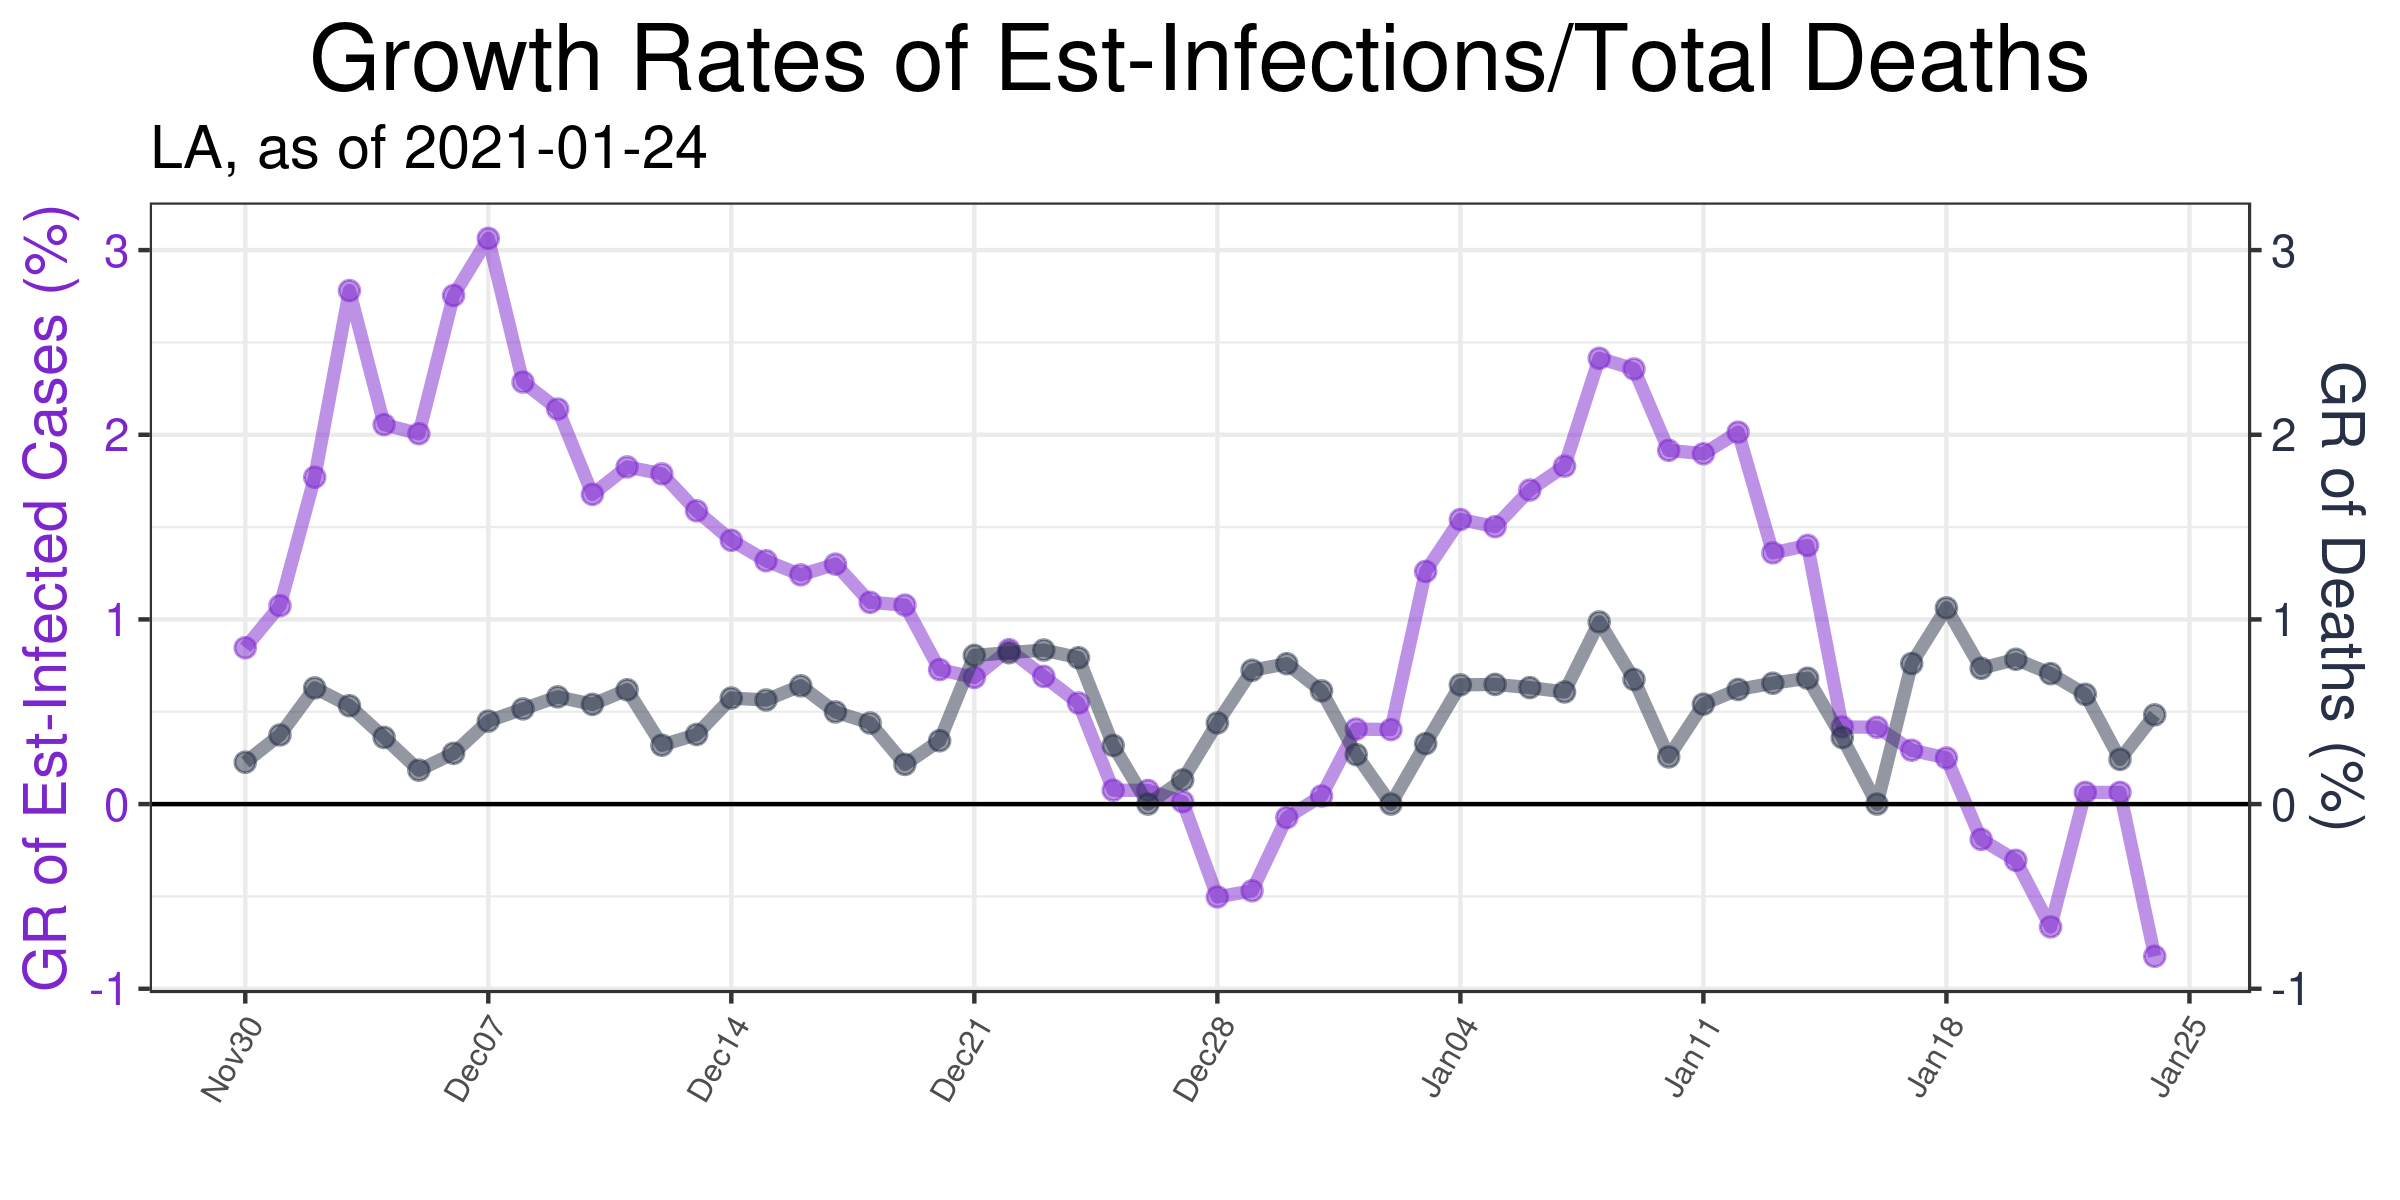 Growth Rates of Est-Infections/Total Deaths
LA, as of 2021-01-24
GR of Est-Infected Cases (%)
3
2
1
0
-1
3
2
1
0
-1
GR of Deaths (%)
Nov30
Dec07
Dec14
Dec21
Dec28
Jan04
Jan11
Jan18
Jan25